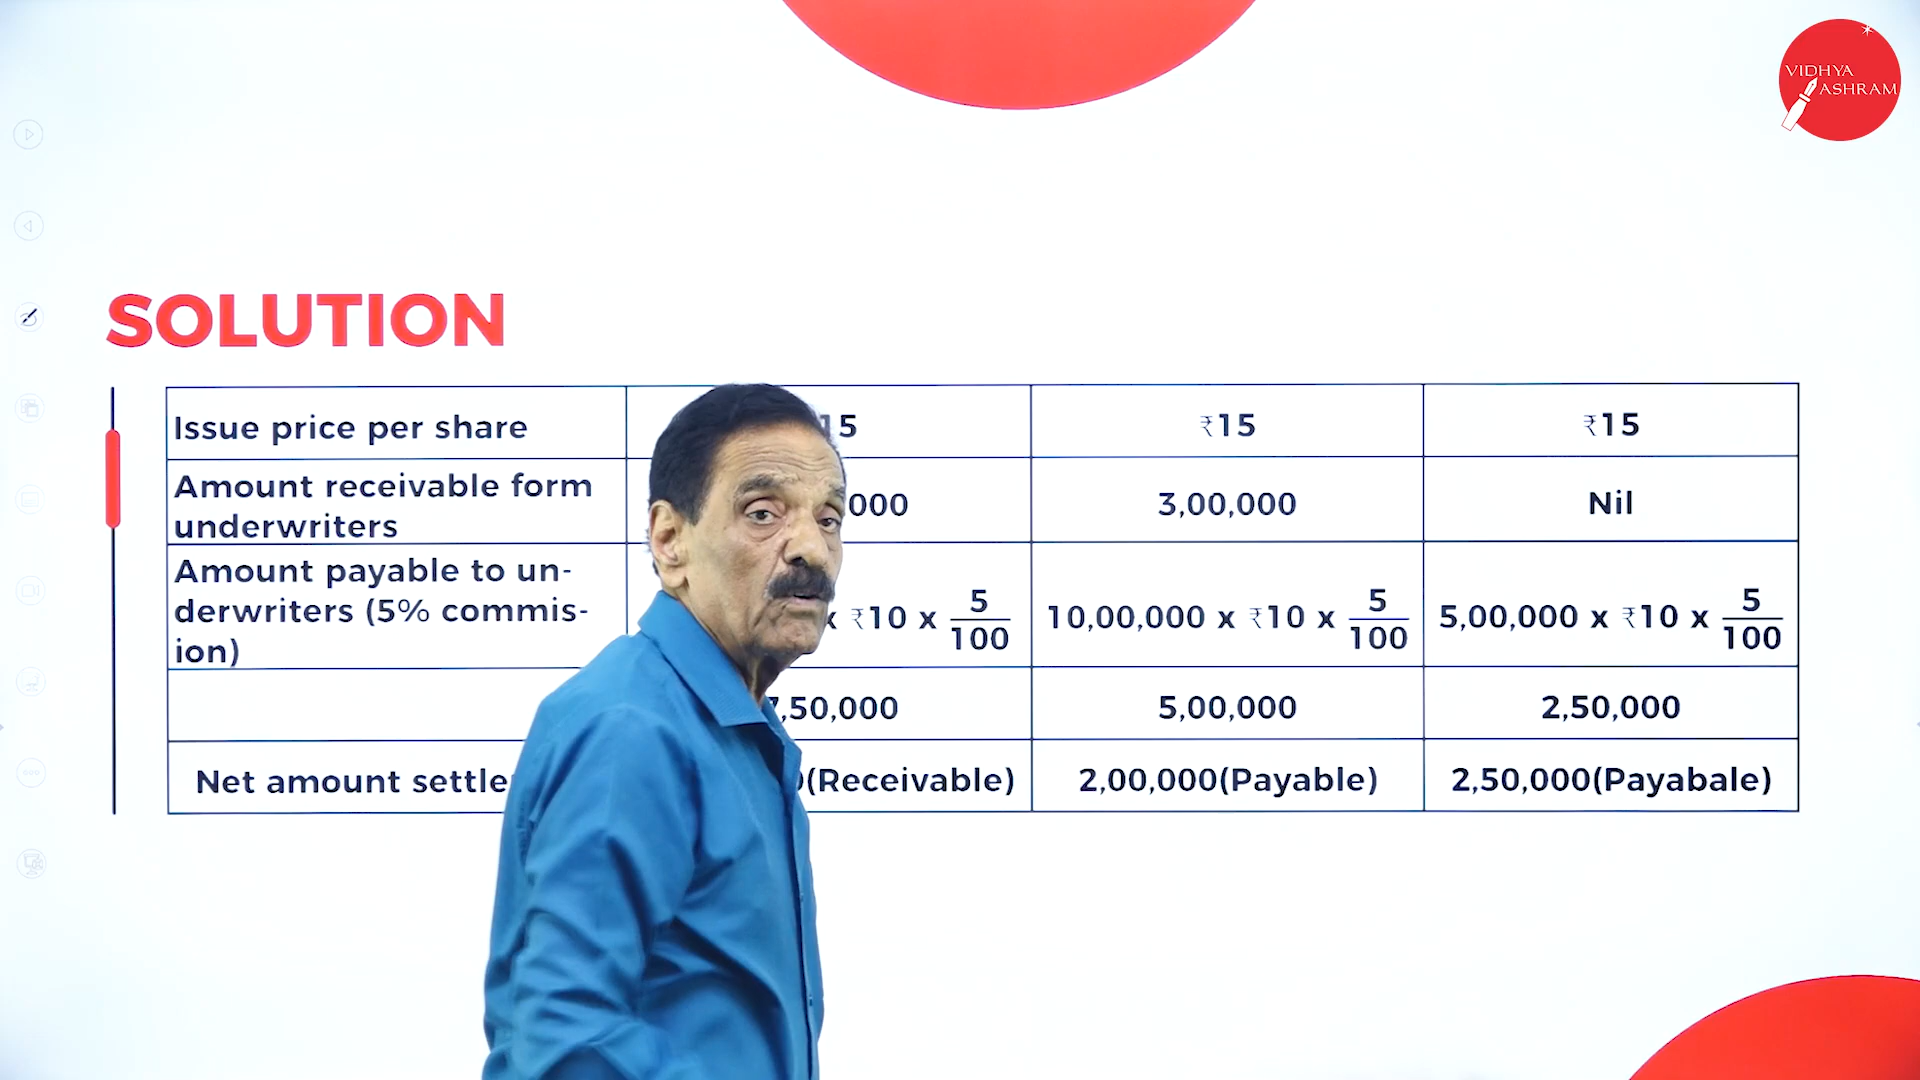 VIDHYA
ASHRAM
SOLUTION
Issue price per share 15 ₹15 ₹15
Amount receivable form
underwriters 000 3,00,000 Nil
Amount payable to un-
derwriters (5% commis-
ion) x ₹10 x 5/100 10,00,000 x ₹10 x 5/100 5,00,000 x ₹10 x 5/100
,50,000 5,00,000 2,50,000
Net amount (Receivable) 2,00,000(Payable) 2,50,000(Payabale)